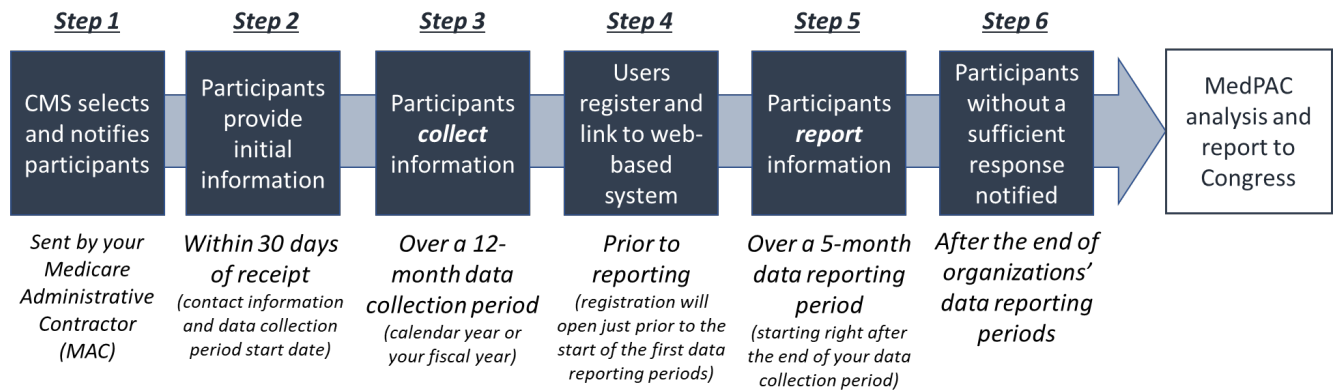 Step 1
CMS selects
and notifies
participants
Sent by your
Medicare
Administrative
Contractor
(MAC)
Step 2
Participants
provide
initial
information
Within 30 days
of receipt
(contact information
and data collection
period start date)
Step 3
Participants
collect
information
Over a 12-
month data
collection period
(calendar year or
your fiscal year)
Step 4
Users
register and
link to web-
based
system
Prior to
reporting
(registration will
open just prior to the
start of the first data
reporting periods)
Step 5
Participants
report
information
Over a 5-month
data reporting
period
(starting right after
the end of your data
collection period)
Step 6
Participants
without a
sufficient
response
notified
After the end of
organizations’
data reporting
periods
MedPAC
analysis and
report to
Congress